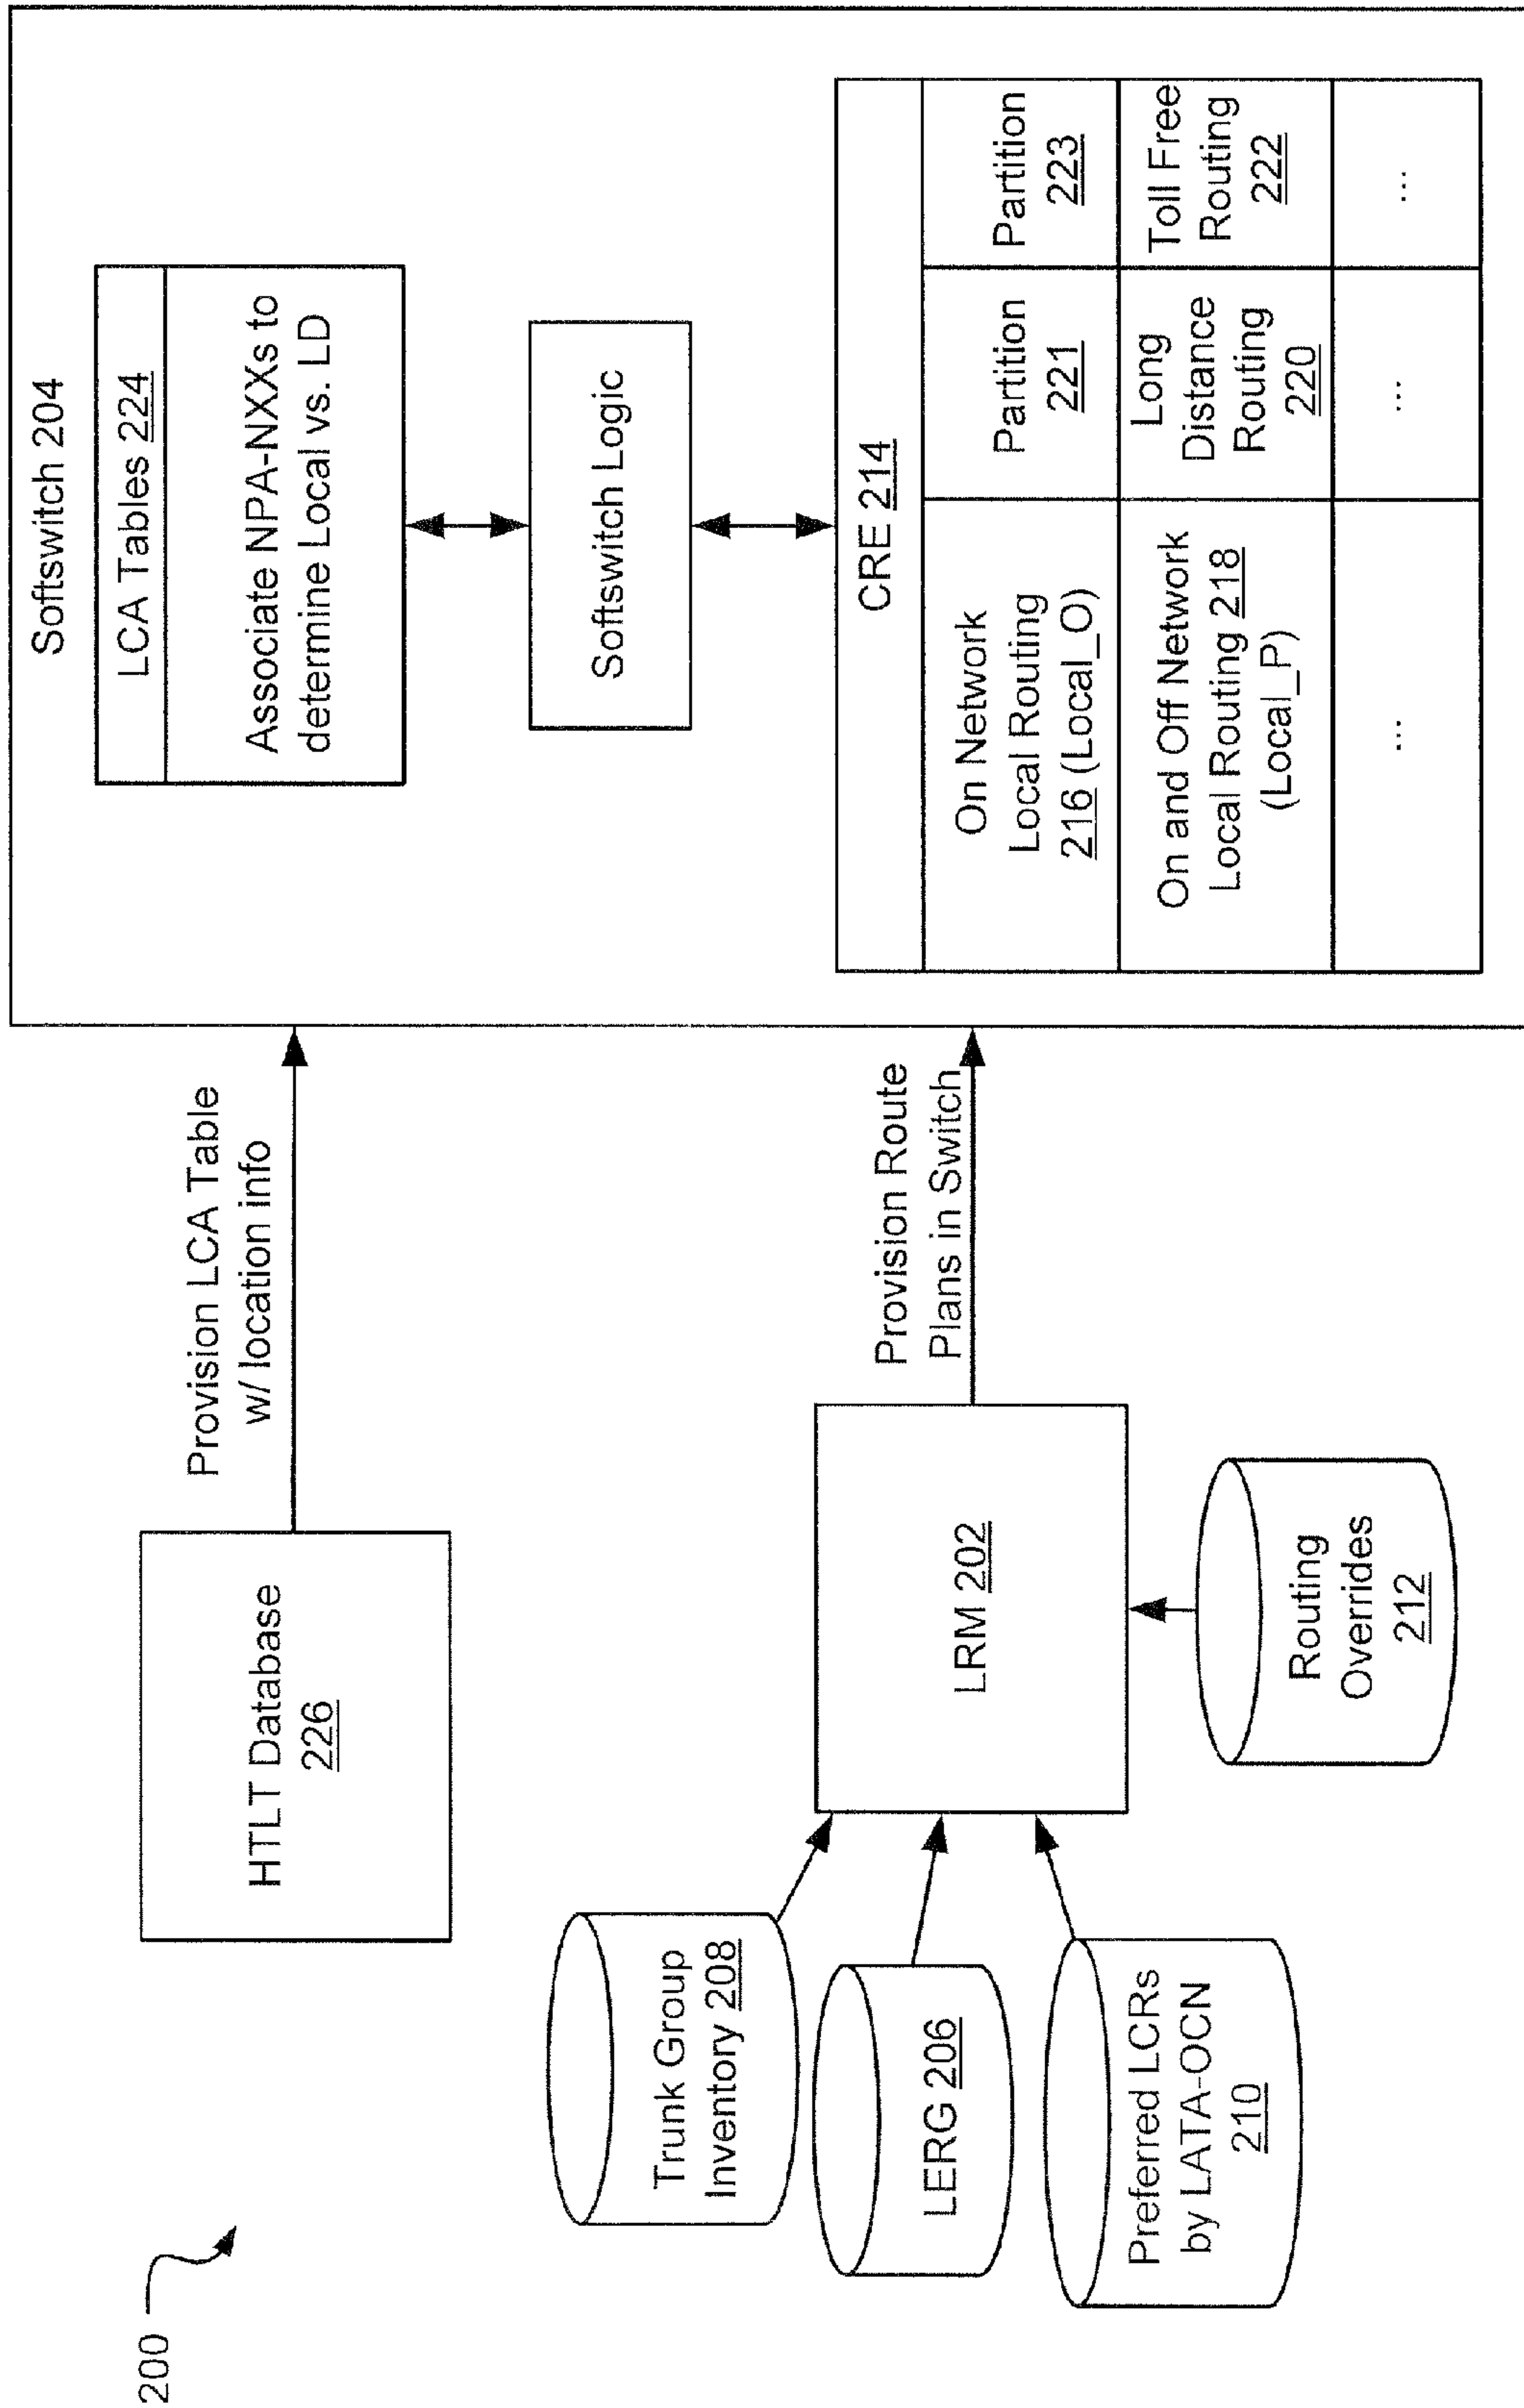 200
HTLT Database
226
Provision LCA Table
w/ location info
Trunk Group
Inventory 208
LERG 206
Preferred LCRs
by LATA-OCN
210
LRM 202
Routing
Overrides
212
Provision Route
Plans in Switch
Softswitch 204
LCA Tables 224
Associate NPA-NXXs to
determine Local vs. LD
Softswitch Logic
CRE 214
On Network
Local Routing
216 (Local_O)
Partition
221
Partition
223
On and Off Network
Local Routing 218
(Local_P)
Long
Distance
Routing
220
Toll Free
Routing
222
...
...
...